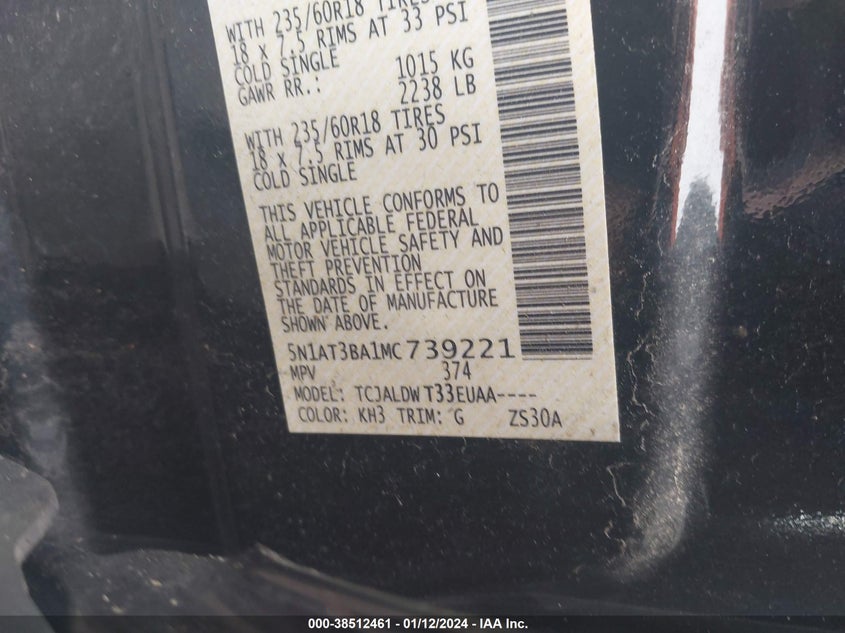 WITH 235/60R18 TIRES
18 X 7.5 RIMS AT 33 PSI
COLD SINGLE
GAWR RR.: 1015 KG
2238 LB
WITH 235/60R18 TIRES
18 X 7.5 RIMS AT 30 PSI
COLD SINGLE
THIS VEHICLE CONFORMS TO
ALL APPLICABLE FEDERAL
MOTOR VEHICLE SAFETY AND
THEFT PREVENTION
STANDARDS IN EFFECT ON
THE DATE OF MANUFACTURE
SHOWN ABOVE.
5N1AT3BA1MC739221
MPV 374
MODEL: TCJALDWT33EUAA----
COLOR: KH3 TRIM: G ZS30A
000-38512461 - 01/12/2024 - IAA Inc.